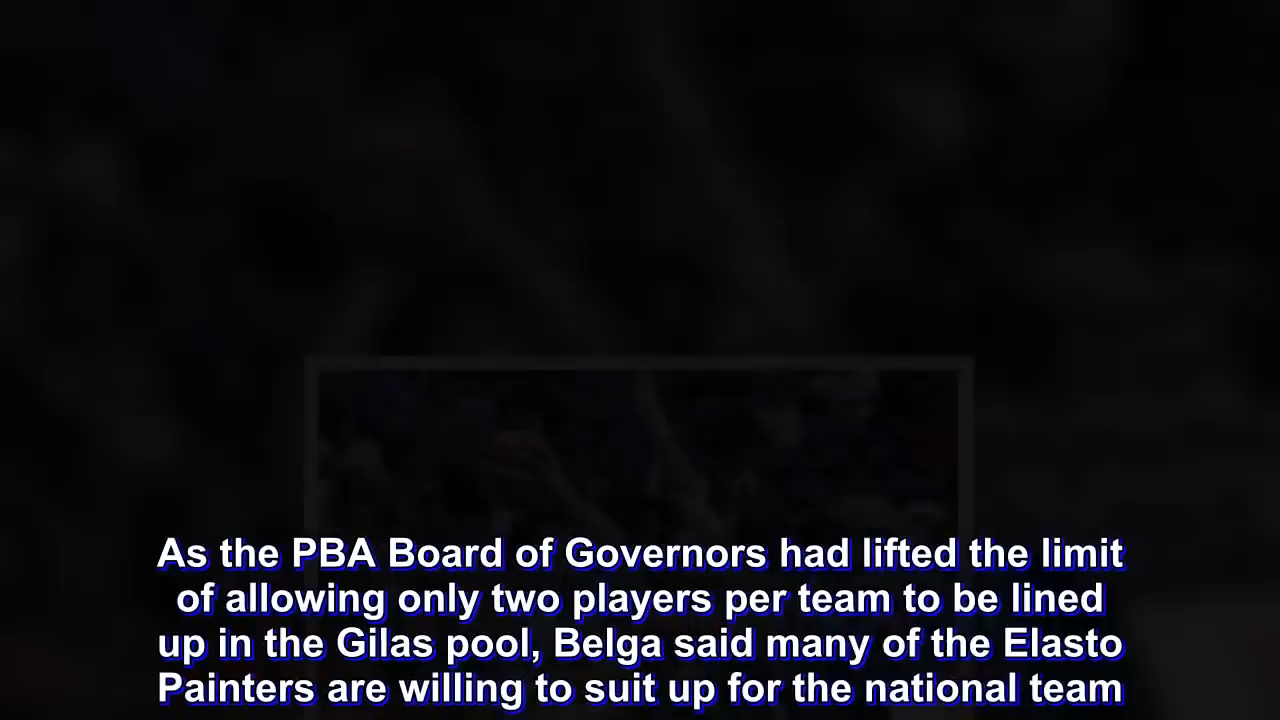 As the PBA Board of Governors had lifted the limit
of allowing only two players per team to be lined
up in the Gilas pool, Belga said many of the Elasto
Painters are willing to suit up for the national team